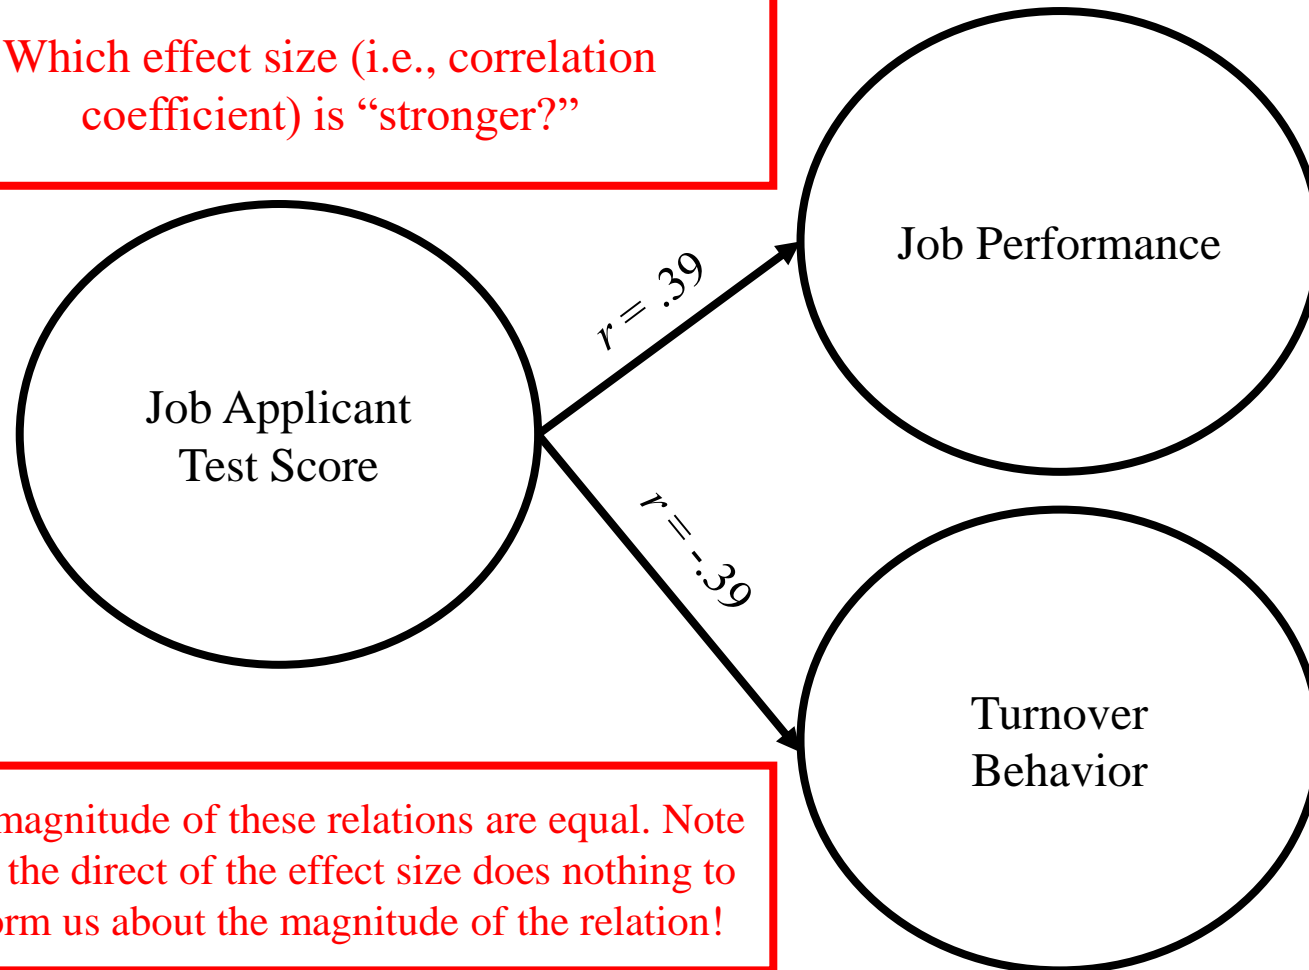 Which effect size (i.e., correlation
coefficient) is “stronger?”
Job Performance
r = .39
Job Applicant
Test Score
r = -.39
Turnover
Behavior
magnitude of these relations are equal. Note
the direct of the effect size does nothing to
orm us about the magnitude of the relation!